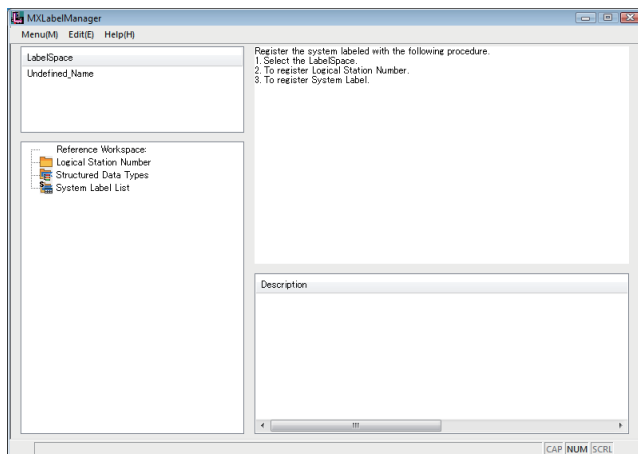 MXLabelManager
Menu(M) Edit(E) Help(H)
LabelSpace
Undefined_Name
Reference Workspace:
Logical Station Number
Structured Data Types
System Label List
Register the system labeled with the following procedure.
1. Select the LabelSpace.
2. To register Logical Station Number.
3. To register System Label.
Description
CAP NUM SCRL